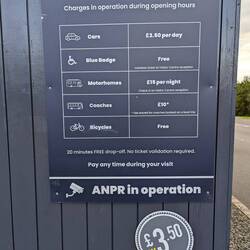 Charges in operation during opening hours
Cars £3.50 per day
Blue Badge Free
Motorhomes £15 per night
Coaches £10*
Bicycles Free
20 minutes FREE drop-off. No ticket validation required.
Pay any time during your visit
ANPR in operation
£3.50